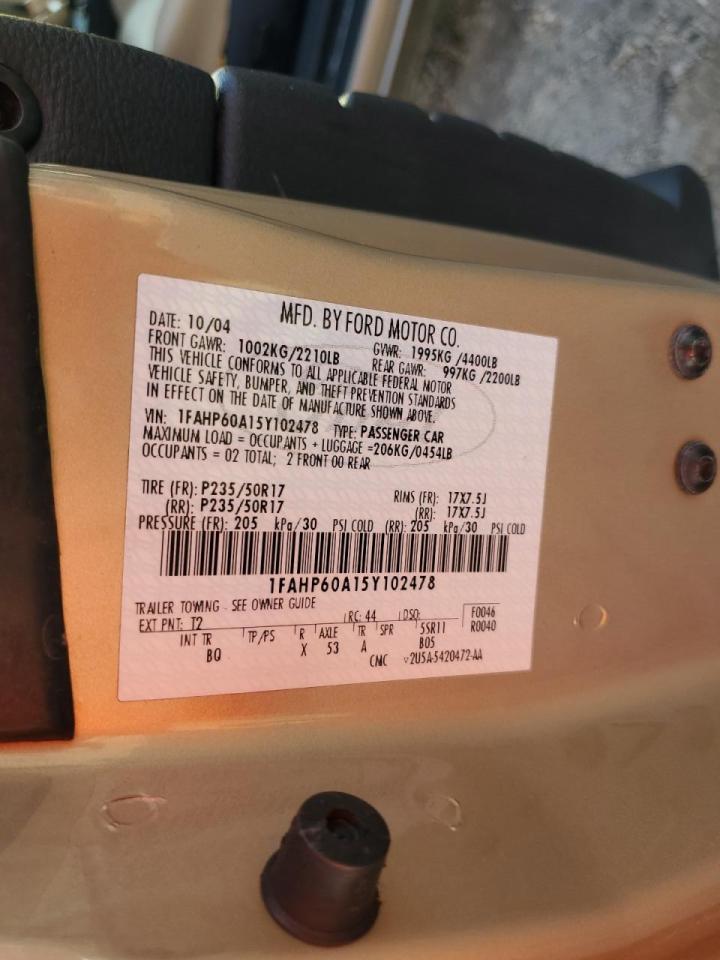 MFD. BY FORD MOTOR CO.
DATE: 10/04
GVWR: 1995KG /4400LB
FRONT GAWR: 1002KG/2210LB
REAR GAWR: 997KG /2200LB
THIS VEHICLE CONFORMS TO ALL APPLICABLE FEDERAL MOTOR
VEHICLE SAFETY, BUMPER, AND THEFT PREVENTION STANDARDS
IN EFFECT ON THE DATE OF MANUFACTURE SHOWN ABOVE.
VIN: 1FAHP60A15Y102478 TYPE: PASSENGER CAR
MAXIMUM LOAD = OCCUPANTS + LUGGAGE =206KG/0454LB
OCCUPANTS = 02 TOTAL; 2 FRONT 00 REAR
TIRE (FR): P235/50R17 RIMS (FR): 17X7.5J
(RR): P235/50R17 (RR): 17X7.5J
PRESSURE (FR): 205 kPa/30 PSI COLD (RR): 205 kPa/30 PSI COLD
1FAHP60A15Y102478
TRAILER TOWING - SEE OWNER GUIDE
EXT PNT: T2 RC: 44 DSO: F0046
INT TR TP/PS R AXLE TR SPR 5SR11 R0040
BQ X 53 A B05
CMC v2U5A-5420472-AA